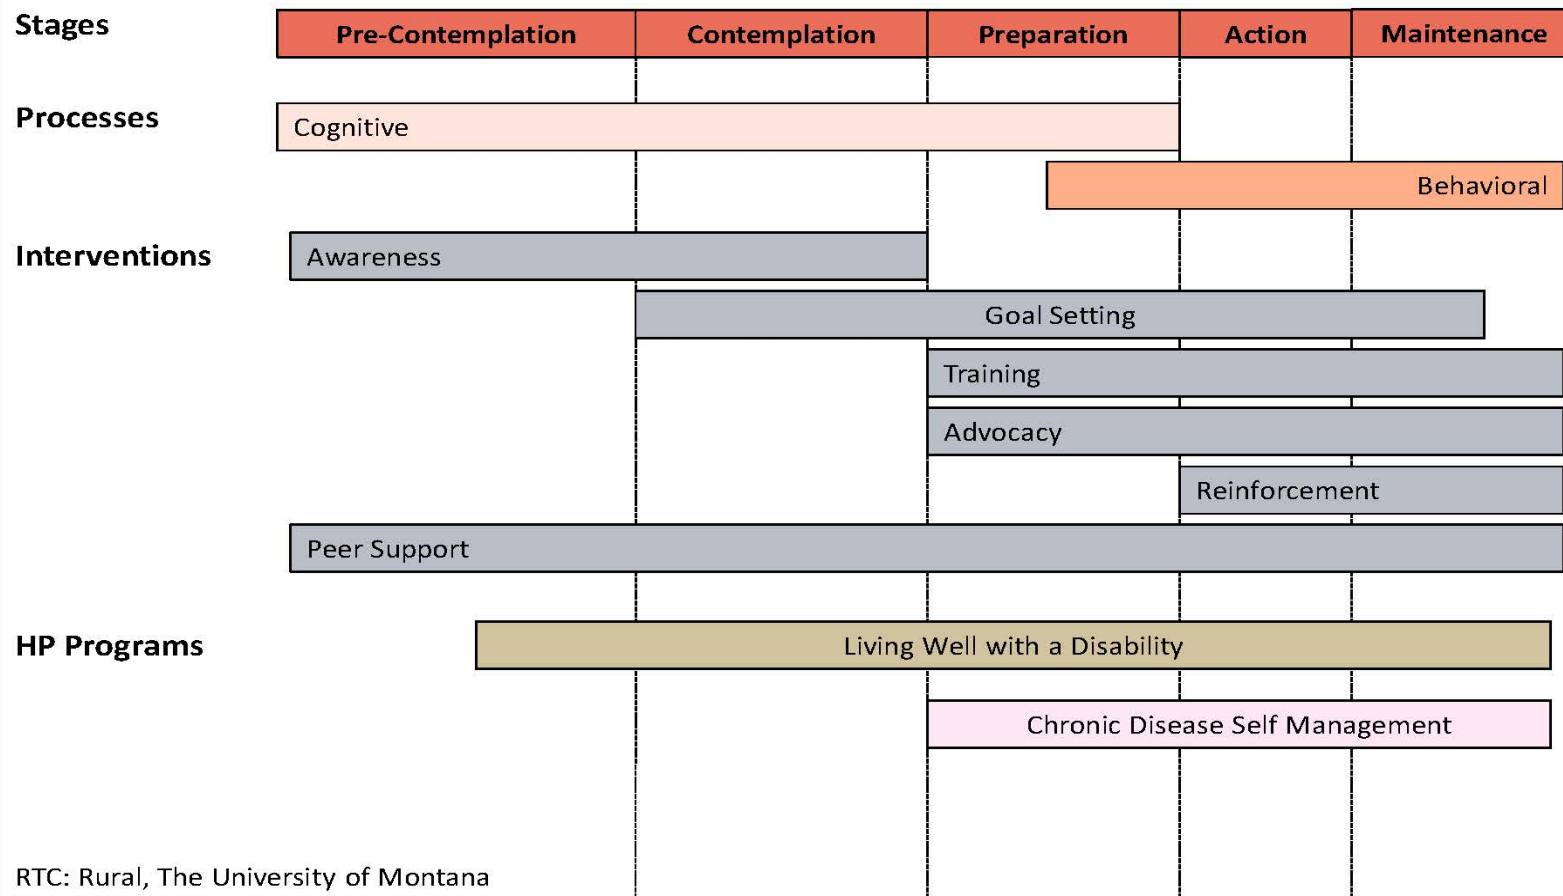 Stages
Pre-Contemplation
Contemplation
Preparation
Action
Maintenance
Processes
Cognitive
Behavioral
Interventions
Awareness
Goal Setting
Training
Advocacy
Reinforcement
Peer Support
HP Programs
Living Well with a Disability
Chronic Disease Self Management
RTC: Rural, The University of Montana